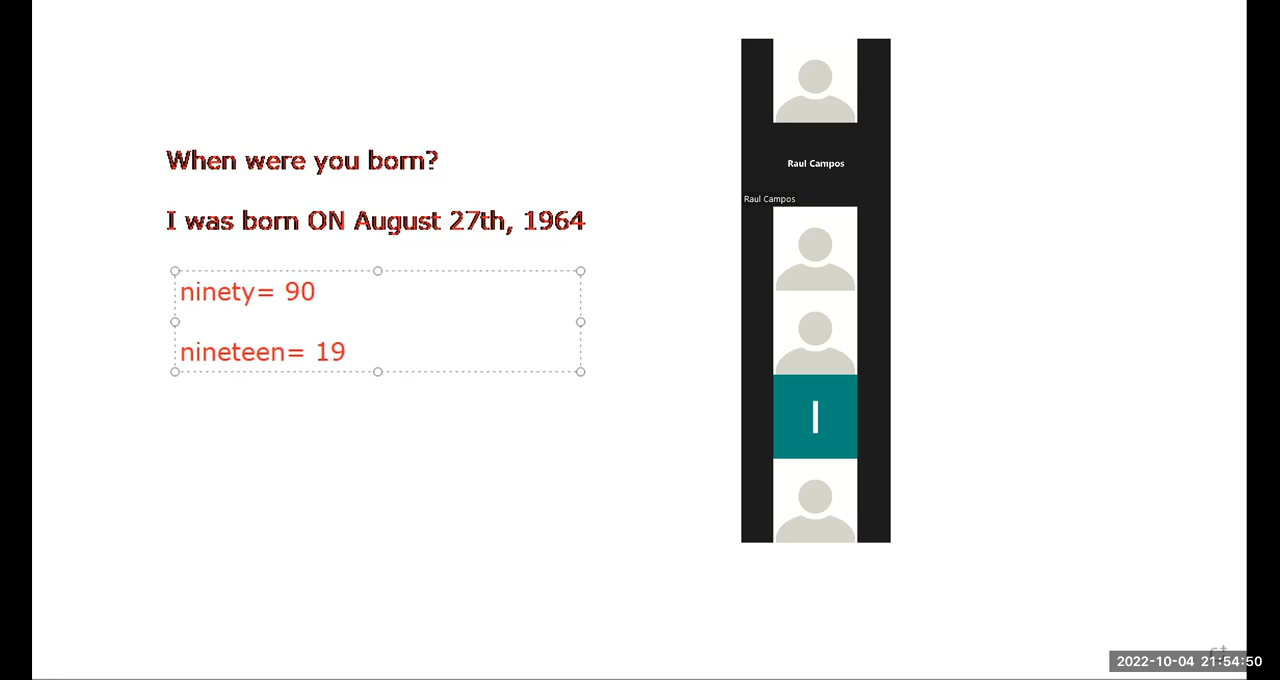 When were you born?
I was born ON August 27th, 1964
ninety= 90
nineteen= 19
Raul Campos
Raul Campos
I
2022-10-04 21:54:50